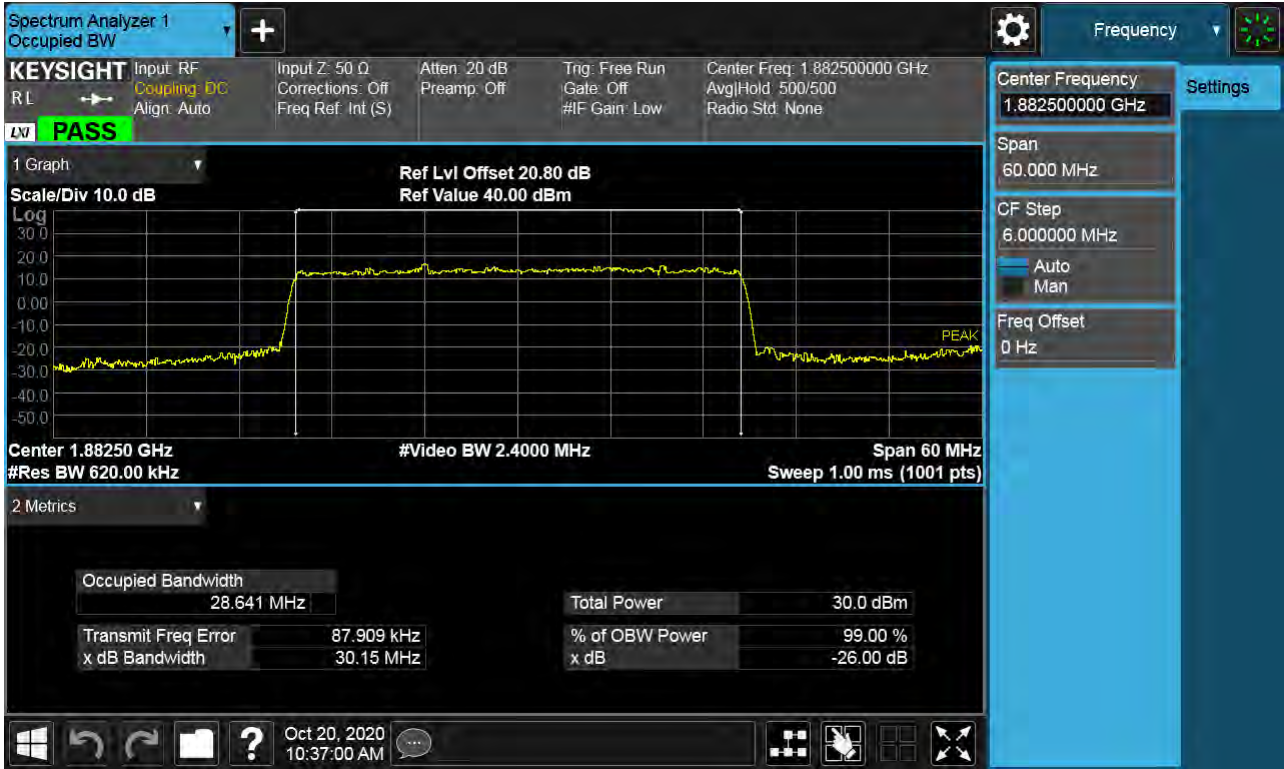 Spectrum Analyzer 1
Occupied BW
Frequency
KEYSIGHT
RL
LXI
PASS
Input: RF
Coupling: DC
Align: Auto
Input Z: 50 Ω
Corrections: Off
Freq Ref: Int (S)
Atten: 20 dB
Preamp: Off
Trig: Free Run
Gate: Off
#IF Gain: Low
Center Freq: 1.882500000 GHz
Avg|Hold: 500/500
Radio Std: None
Center Frequency
1.882500000 GHz
Settings
Span
60.000 MHz
CF Step
6.000000 MHz
Auto
Man
Freq Offset
0 Hz
1 Graph
Scale/Div 10.0 dB
Ref Lvl Offset 20.80 dB
Ref Value 40.00 dBm
Log
30.0
20.0
10.0
0.00
-10.0
-20.0
-30.0
-40.0
-50.0
PEAK
Center 1.88250 GHz
#Video BW 2.4000 MHz
Span 60 MHz
#Res BW 620.00 kHz
Sweep 1.00 ms (1001 pts)
2 Metrics
Occupied Bandwidth
28.641 MHz
Total Power 30.0 dBm
Transmit Freq Error 87.909 kHz
% of OBW Power 99.00 %
x dB Bandwidth 30.15 MHz
x dB -26.00 dB
?
Oct 20, 2020
10:37:00 AM